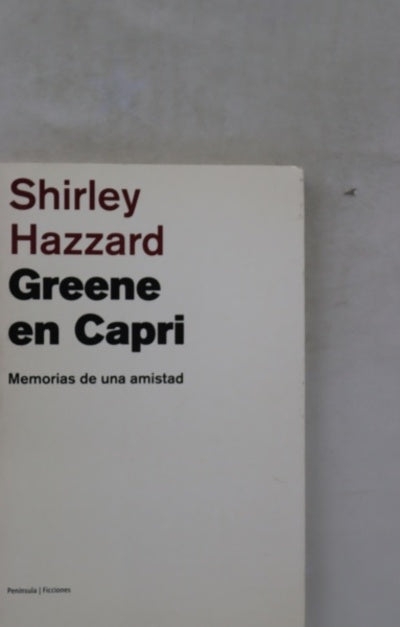 Shirley
Hazzard
Greene
en Capri
Memorias de una amistad
Península | Ficciones